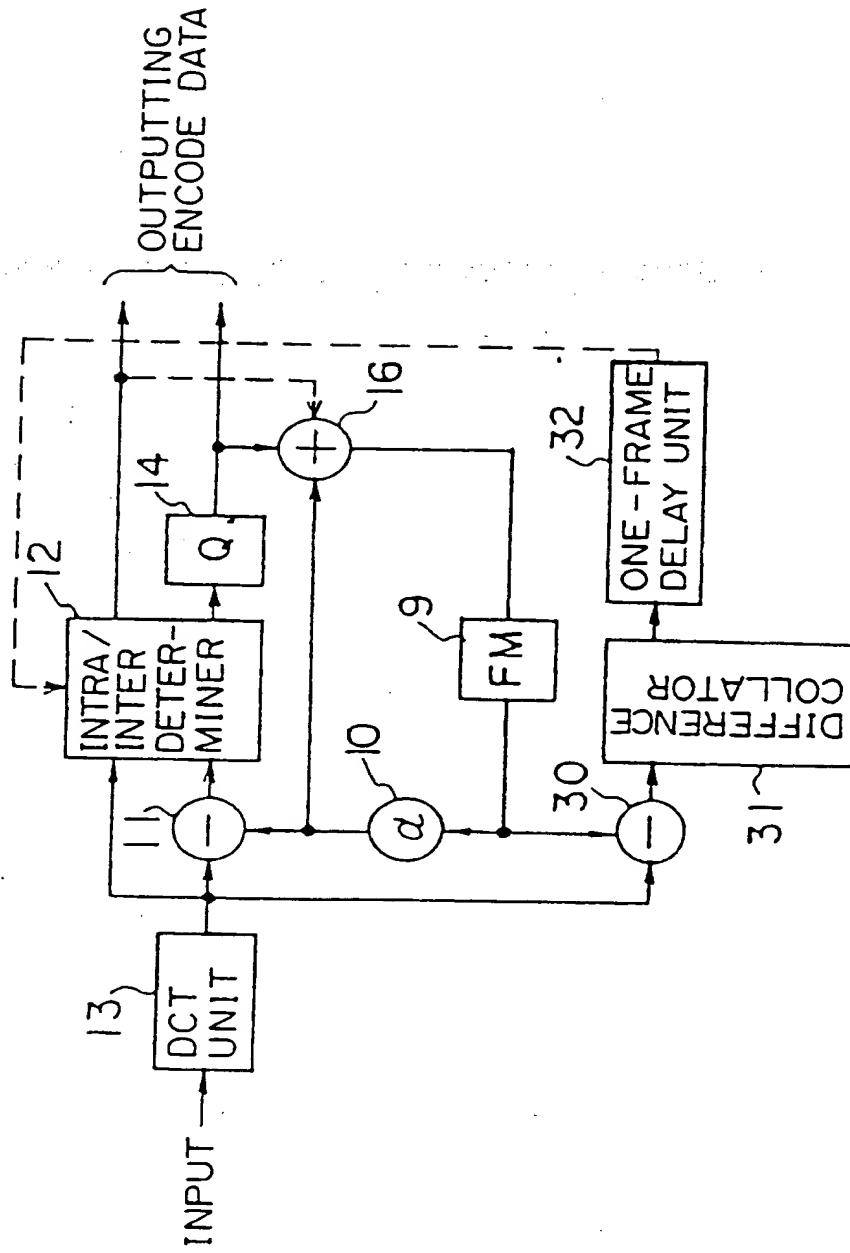 INPUT
13
DCT
UNIT
11
−
12
INTRA/
INTER
DETER-
MINER
14
Q
OUTPUTTING
ENCODE DATA
+
16
10
α
9
FM
30
−
31
DIFFERENCE
COLLATOR
32
ONE-FRAME
DELAY UNIT